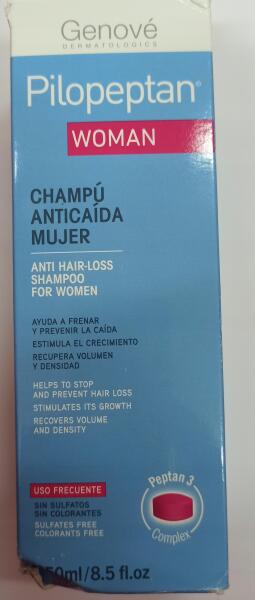 Genové
DERMATOLOGICS
Pilopeptan®
WOMAN
CHAMPÚ
ANTICAÍDA
MUJER
ANTI HAIR-LOSS
SHAMPOO
FOR WOMEN
AYUDA A FRENAR
Y PREVENIR LA CAÍDA
ESTIMULA EL CRECIMIENTO
RECUPERA VOLUMEN
Y DENSIDAD
HELPS TO STOP
AND PREVENT HAIR LOSS
STIMULATES ITS GROWTH
RECOVERS VOLUME
AND DENSITY
USO FRECUENTE
SIN SULFATOS
SIN COLORANTES
SULFATES FREE
COLORANTS FREE
Peptan 3
Complex
50ml/8.5 fl.oz